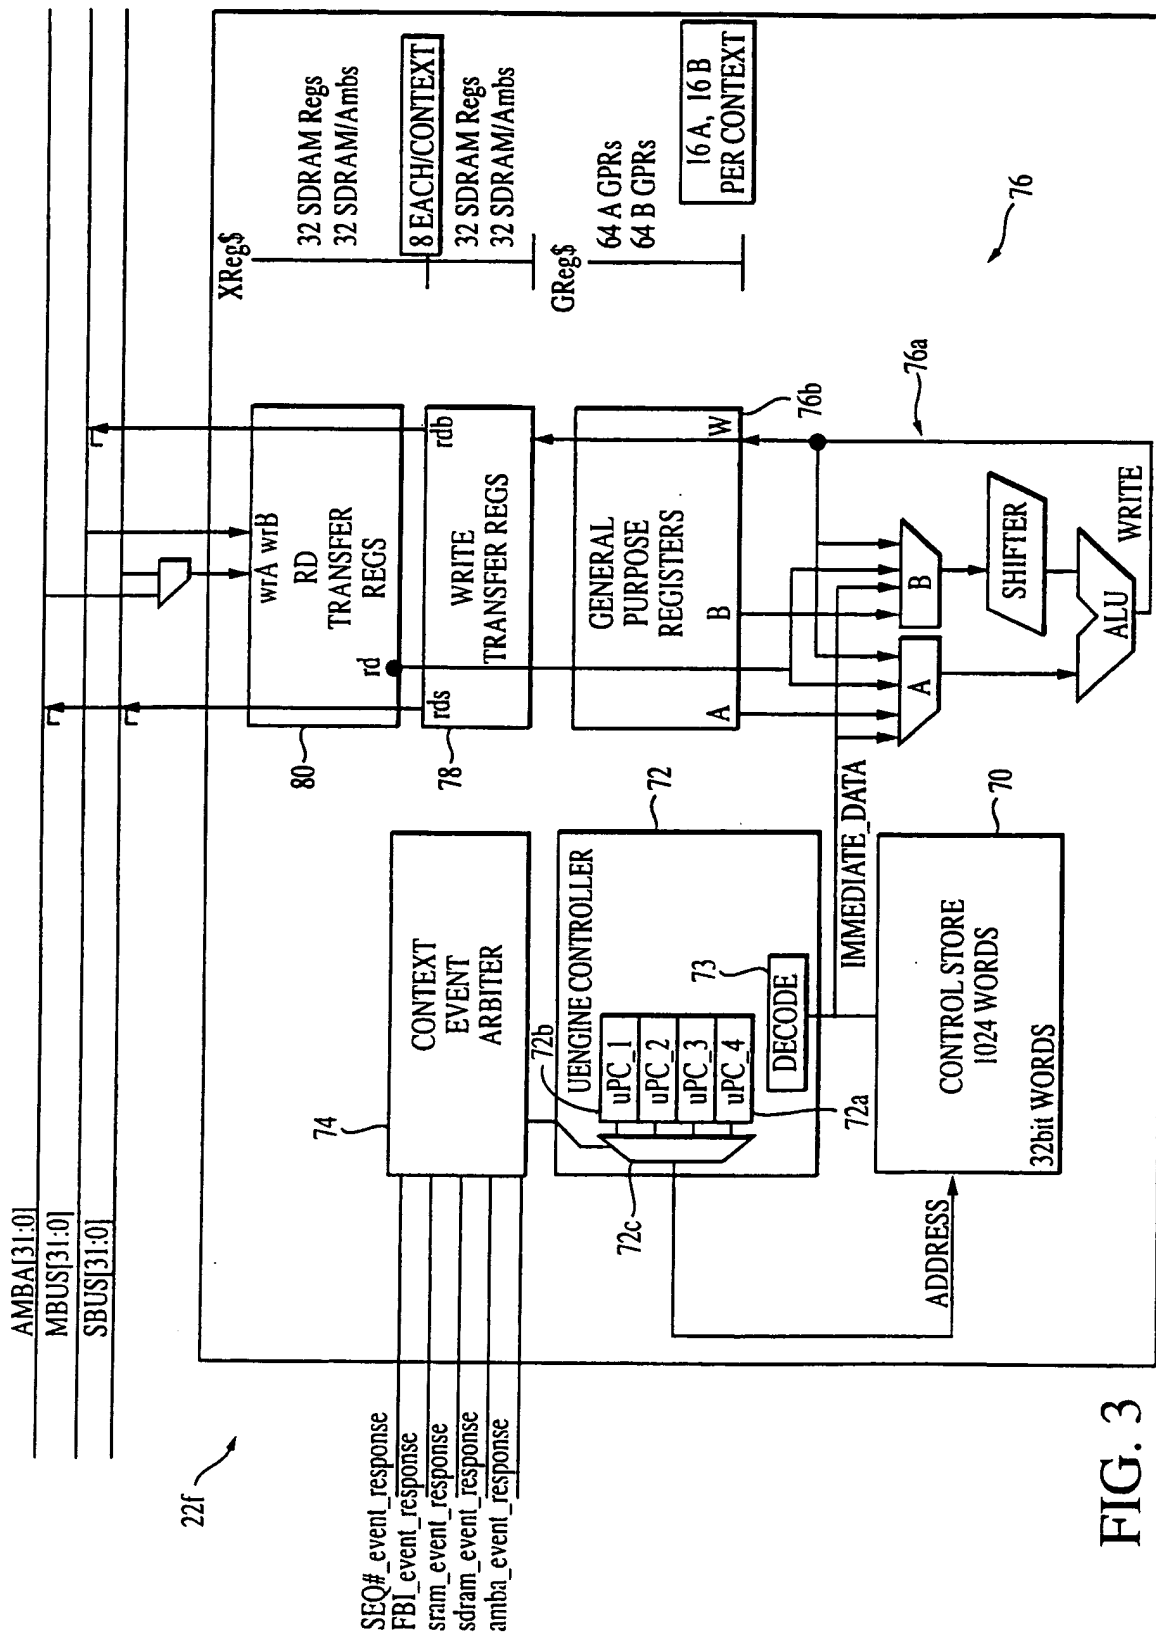 AMBA[31:0]
MBUS[31:0]
SBUS[31:0]
22f
SEQ#_event_response
FBI_event_response
sram_event_response
sdram_event_response
amba_event_response
74
CONTEXT
EVENT
ARBITER
72b
UENGINE CONTROLLER
72
uPC_1
uPC_2
uPC_3
uPC_4
72a
72c
73
DECODE
IMMEDIATE_DATA
ADDRESS
70
CONTROL STORE
1024 WORDS
32bit WORDS
80
wrA wrB
RD
TRANSFER
REGS
rd
78
rds
rdb
WRITE
TRANSFER REGS
GENERAL
PURPOSE
REGISTERS
A
B
W
76b
A
B
SHIFTER
ALU
WRITE
76a
76
XReg$
32 SDRAM Regs
32 SDRAM/Ambs
8 EACH/CONTEXT
32 SDRAM Regs
32 SDRAM/Ambs
GReg$
64 A GPRs
64 B GPRs
16 A, 16 B
PER CONTEXT
FIG. 3